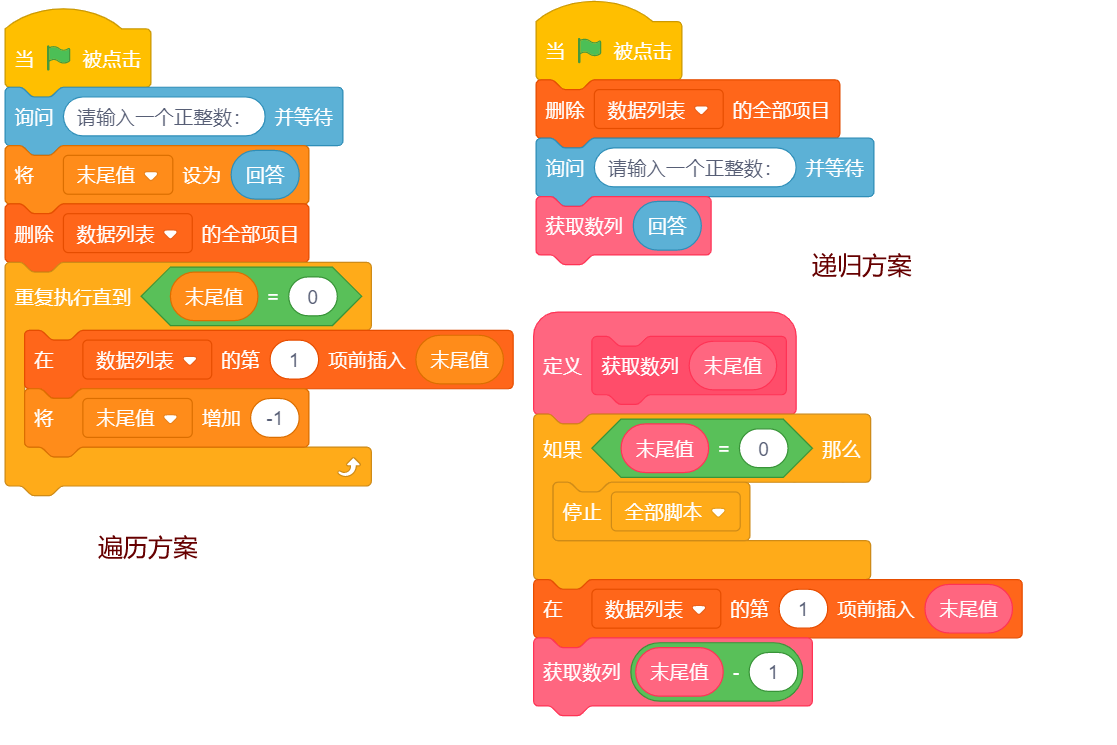 当 被点击
询问 请输入一个正整数： 并等待
将 末尾值 设为 回答
删除 数据列表 的全部项目
重复执行直到 末尾值 = 0
在 数据列表 的第 1 项前插入 末尾值
将 末尾值 增加 -1
遍历方案
当 被点击
删除 数据列表 的全部项目
询问 请输入一个正整数： 并等待
获取数列 回答
递归方案
定义 获取数列 末尾值
如果 末尾值 = 0 那么
停止 全部脚本
在 数据列表 的第 1 项前插入 末尾值
获取数列 末尾值 - 1